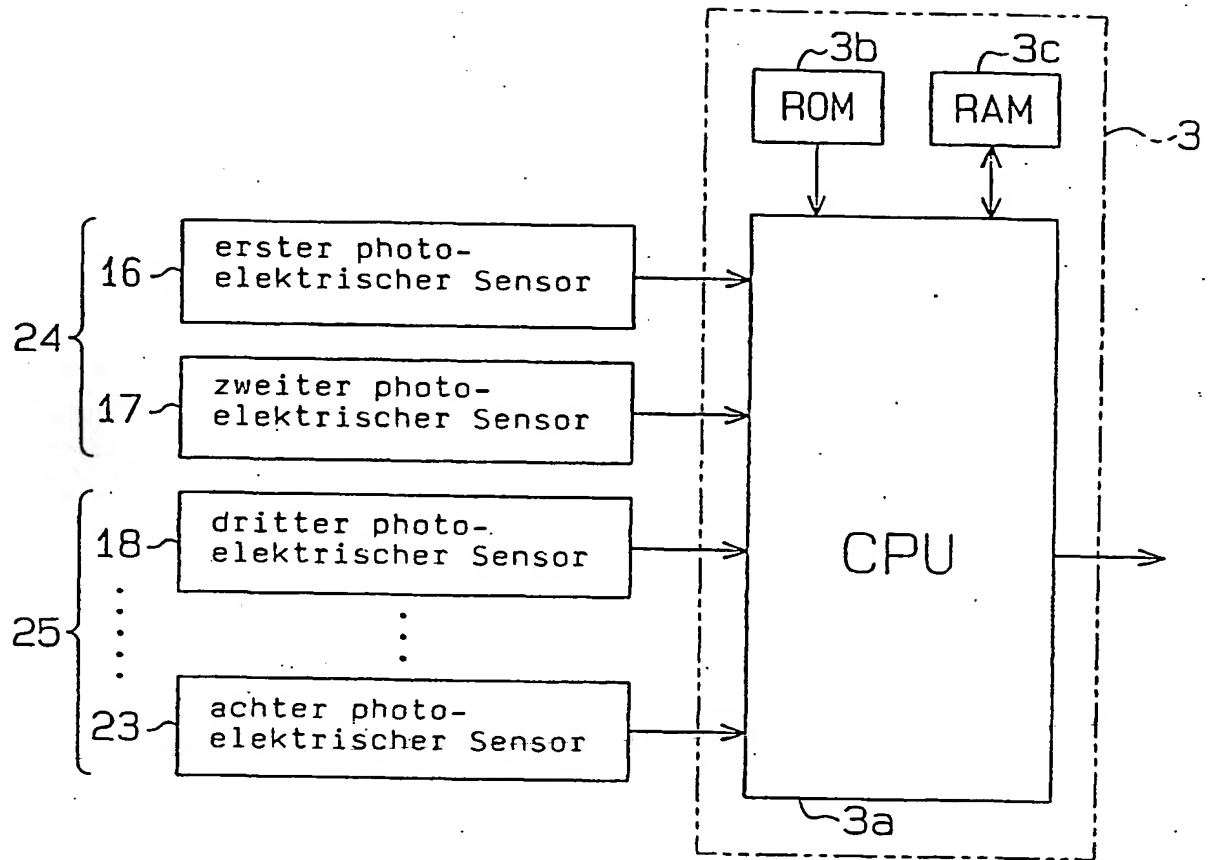 3b
3c
ROM
RAM
3
erster photo-
elektrischer Sensor
16
24
zweiter photo-
elektrischer Sensor
17
dritter photo-
elektrischer Sensor
18
CPU
25
achter photo-
elektrischer Sensor
23
3a